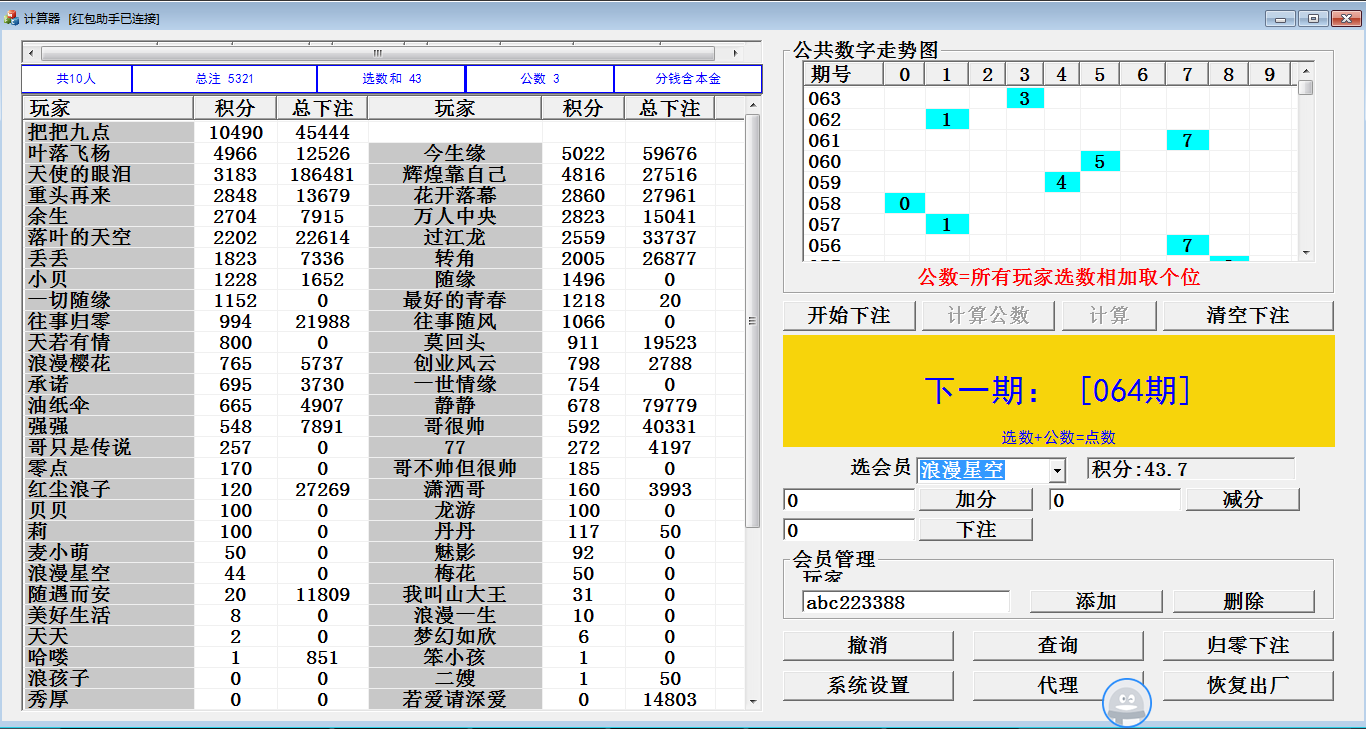 计算器 [红包助手已连接]
共10人 总注 5321 选数和 43 公数 3 分钱含本金
玩家 积分 总下注 玩家 积分 总下注
把把九点 10490 45444
叶落飞杨 4966 12526 今生缘 5022 59676
天使的眼泪 3183 186481 辉煌靠自己 4816 27516
重头再来 2848 13679 花开落幕 2860 27961
余生 2704 7915 万人中央 2823 15041
落叶的天空 2202 22614 过江龙 2559 33737
丢丢 1823 7336 转角 2005 26877
小贝 1228 1652 随缘 1496 0
一切随缘 1152 0 最好的青春 1218 20
往事归零 994 21988 往事随风 1066 0
天若有情 800 0 莫回头 911 19523
浪漫樱花 765 5737 创业风云 798 2788
承诺 695 3730 一世情缘 754 0
油纸伞 665 4907 静静 678 79779
强强 548 7891 哥很帅 592 40331
哥只是传说 257 0 77 272 4197
零点 170 0 哥不帅但很帅 185 0
红尘浪子 120 27269 潇洒哥 160 3993
贝贝 100 0 龙游 100 0
莉 100 0 丹丹 117 50
麦小萌 50 0 魅影 92 0
浪漫星空 44 0 梅花 50 0
随遇而安 20 11809 我叫山大王 31 0
美好生活 8 0 浪漫一生 10 0
天天 2 0 梦幻如欣 6 0
哈喽 1 851 笨小孩 1 0
浪孩子 0 0 二嫂 1 50
秀厚 0 0 若爱请深爱 0 14803
公共数字走势图
期号 0 1 2 3 4 5 6 7 8 9
063 3
062 1
061 7
060 5
059 4
058 0
057 1
056 7
公数=所有玩家选数相加取个位
开始下注 计算公数 计算 清空下注
下一期： [064期]
选数+公数=点数
选会员 浪漫星空 积分:43.7
0 加分 0 减分
0 下注
会员管理
玩家
abc223388 添加 删除
撤消 查询 归零下注
系统设置 代理 恢复出厂